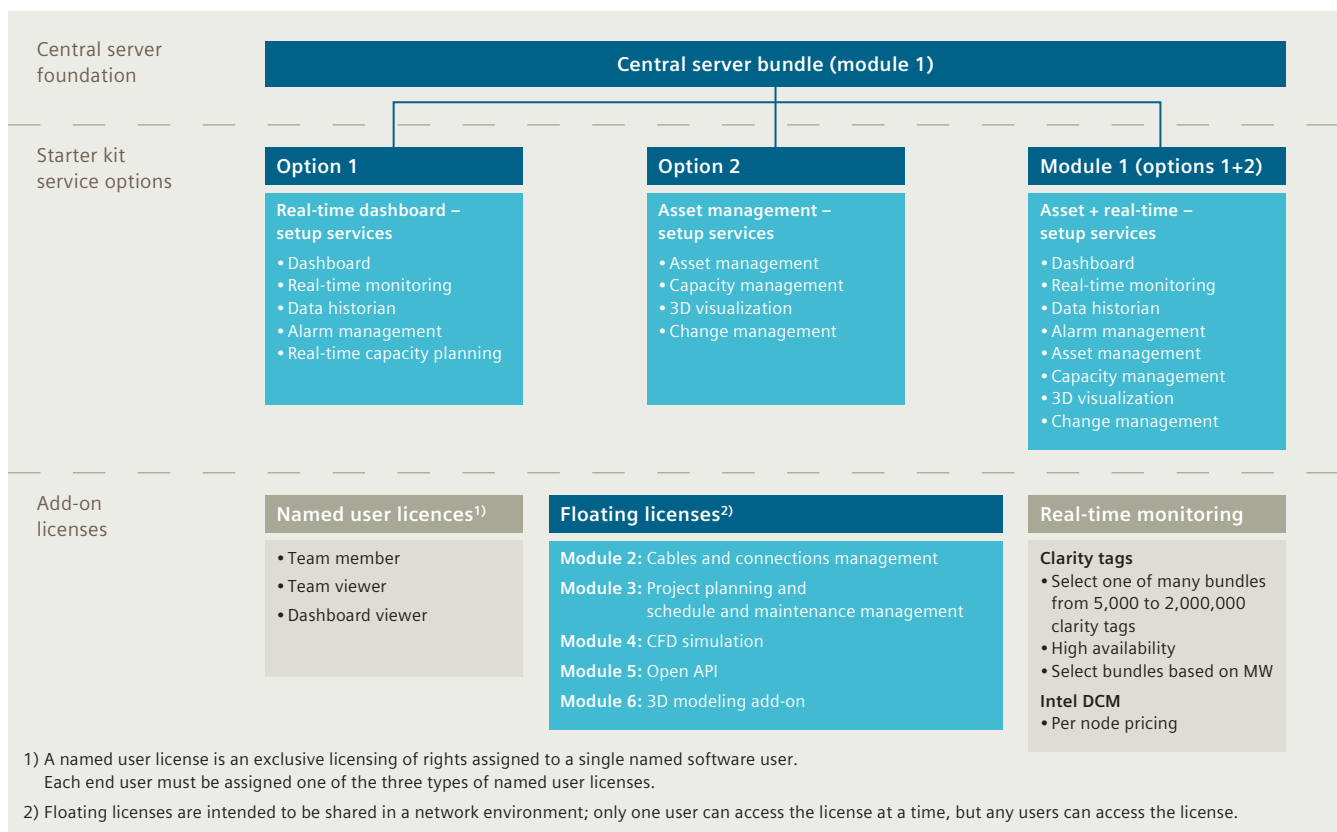 Central server
foundation
Central server bundle (module 1)
Starter kit
service options
Option 1
Real-time dashboard –
setup services
• Dashboard
• Real-time monitoring
• Data historian
• Alarm management
• Real-time capacity planning
Option 2
Asset management –
setup services
• Asset management
• Capacity management
• 3D visualization
• Change management
Module 1 (options 1+2)
Asset + real-time –
setup services
• Dashboard
• Real-time monitoring
• Data historian
• Alarm management
• Asset management
• Capacity management
• 3D visualization
• Change management
Add-on
licenses
Named user licences1)
• Team member
• Team viewer
• Dashboard viewer
Floating licenses2)
Module 2: Cables and connections management
Module 3: Project planning and
schedule and maintenance management
Module 4: CFD simulation
Module 5: Open API
Module 6: 3D modeling add-on
Real-time monitoring
Clarity tags
• Select one of many bundles
from 5,000 to 2,000,000
clarity tags
• High availability
• Select bundles based on MW
Intel DCM
• Per node pricing
1) A named user license is an exclusive licensing of rights assigned to a single named software user.
Each end user must be assigned one of the three types of named user licenses.
2) Floating licenses are intended to be shared in a network environment; only one user can access the license at a time, but any users can access the license.